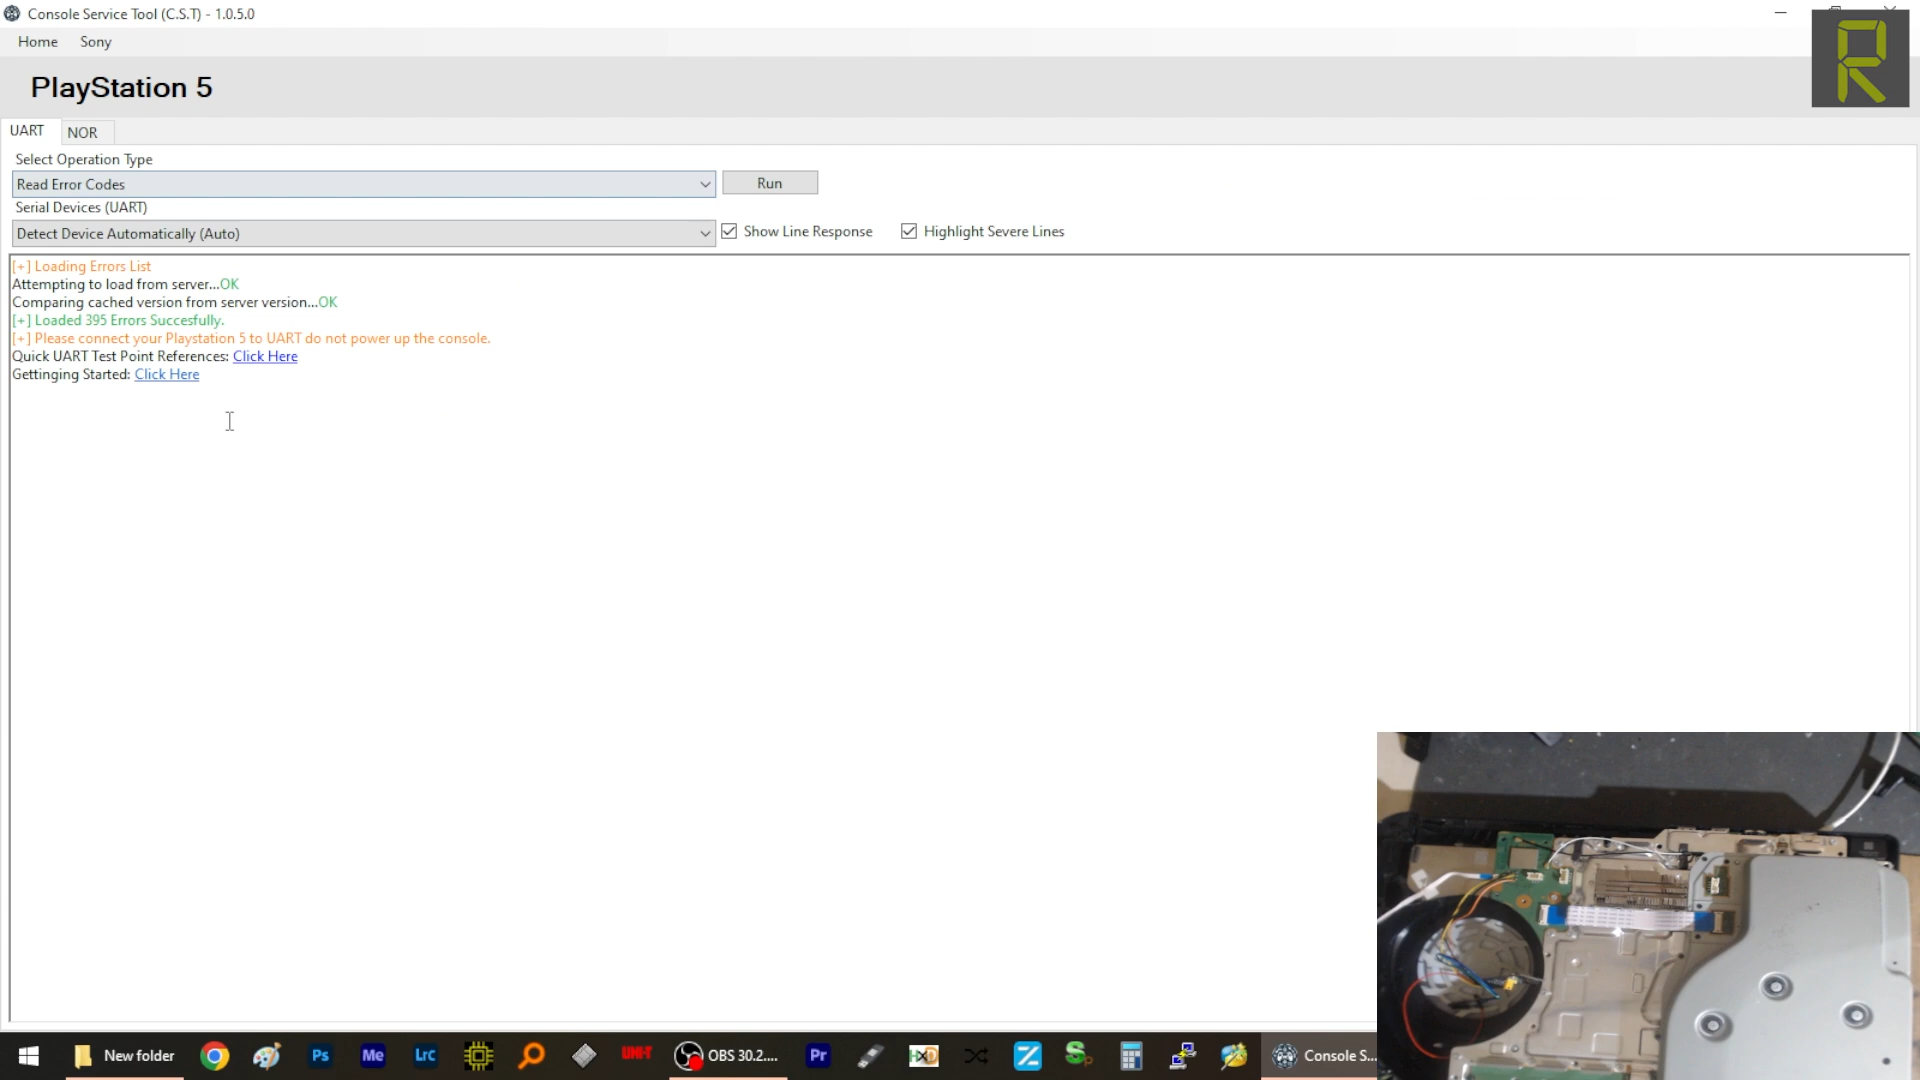 Console Service Tool (C.S.T) - 1.0.5.0
Home Sony
R
PlayStation 5
UART NOR
Select Operation Type
Read Error Codes
Run
Serial Devices (UART)
Detect Device Automatically (Auto)
Show Line Response
Highlight Severe Lines
[+] Loading Errors List
Attempting to load from server...OK
Comparing cached version from server version...OK
[+] Loaded 395 Errors Succesfully.
[+] Please connect your Playstation 5 to UART do not power up the console.
Quick UART Test Point References: Click Here
Gettinging Started: Click Here
New folder
Ps
Me
Lrc
UNI-T
OBS 30.2....
Pr
HXD
Z
S
Console S...